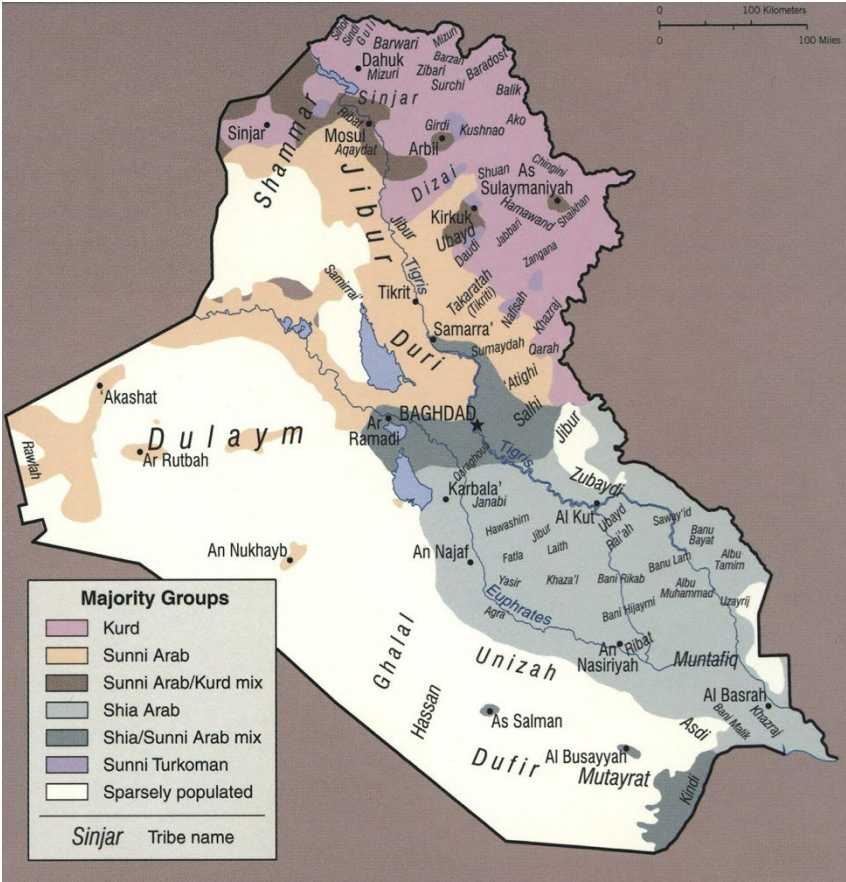 0 100 Kilometers
0 100 Miles
Sindi
Guli
Barwari
Mizuri
Barzan
Dahuk
Mizuri
Zibari
Baradost
Surchi
Balik
Sinjar
Sinjar
Shammar
Ribat
Mosul
Aqaydat
Girdi
Kushnao
Ako
Arbil
Jibur
Dizai
Shuan
Chingini
As
Sulaymaniyah
Hamawand
Shaikhan
Kirkuk
Ubayd
Daudi
Jabbari
Zangana
Jibur
Tigris
Samirrai'
Tikrit
Takaratah
(Tikriti)
Nalisah
Khazraj
Samarra'
Duri
Sumaydah
Qarah
'Atighi
'Akashat
Dulaym
Ar Rutbah
Rawlah
BAGHDAD
Ar
Ramadi
Salhi
Jibur
Tigris
Qaraghoul
Zubaydi
Karbala'
Janabi
Al Kut
Ubayd
Rai'ah
Saway'id
Banu
Bayat
Hawashim
Jibur
An Nukhayb
An Najaf
Fatla
Laith
Banu Lam
Albu
Tamim
Yasir
Khaza'l
Bani Rikab
Albu
Muhammad
Uzayrij
Euphrates
Agra'
Bani Hijaymi
Ghalal
An
Nasiriyah
Ribat
Muntafiq
Unizah
Hassan
As Salman
Al Basrah
Khazraj
Bani Malik
Asdi
Dufir
Al Busayyah
Mutayrat
Kindi
Majority Groups
Kurd
Sunni Arab
Sunni Arab/Kurd mix
Shia Arab
Shia/Sunni Arab mix
Sunni Turkoman
Sparsely populated
Sinjar Tribe name